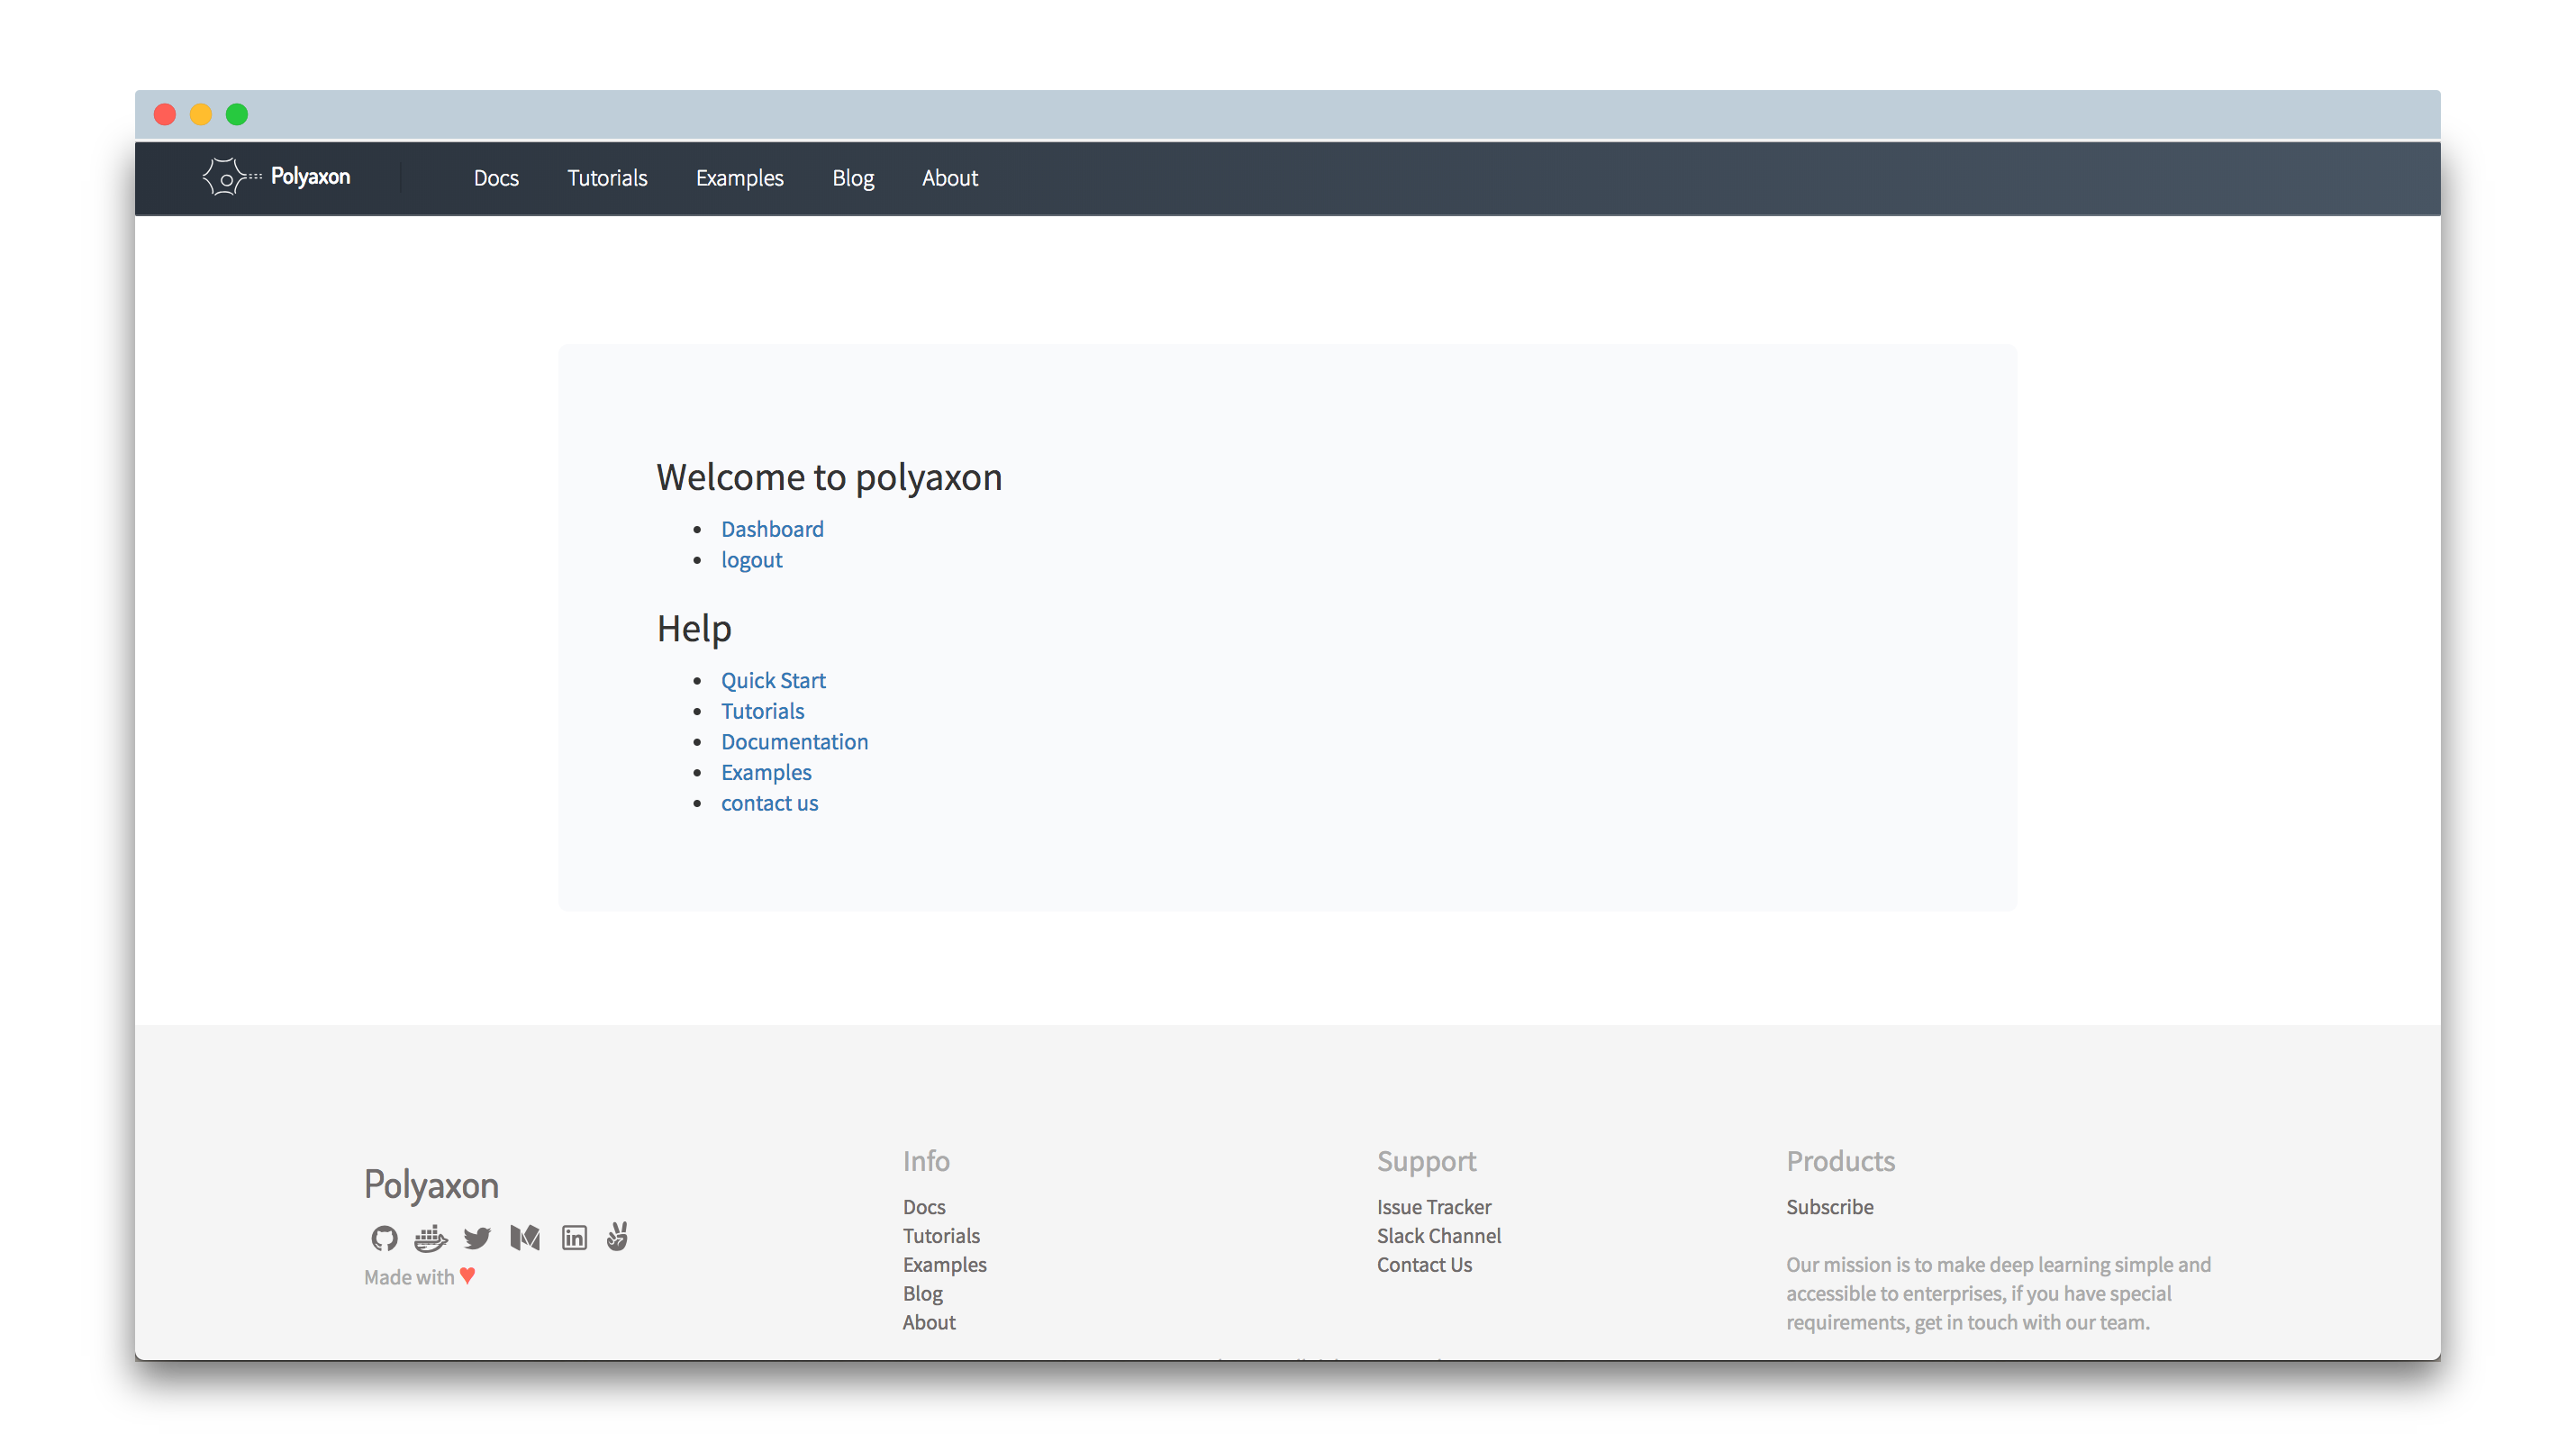 Polyaxon
Docs
Tutorials
Examples
Blog
About
Welcome to polyaxon
Dashboard
logout
Help
Quick Start
Tutorials
Documentation
Examples
contact us
Polyaxon
Made with ♥
Info
Docs
Tutorials
Examples
Blog
About
Support
Issue Tracker
Slack Channel
Contact Us
Products
Subscribe
Our mission is to make deep learning simple and
accessible to enterprises, if you have special
requirements, get in touch with our team.